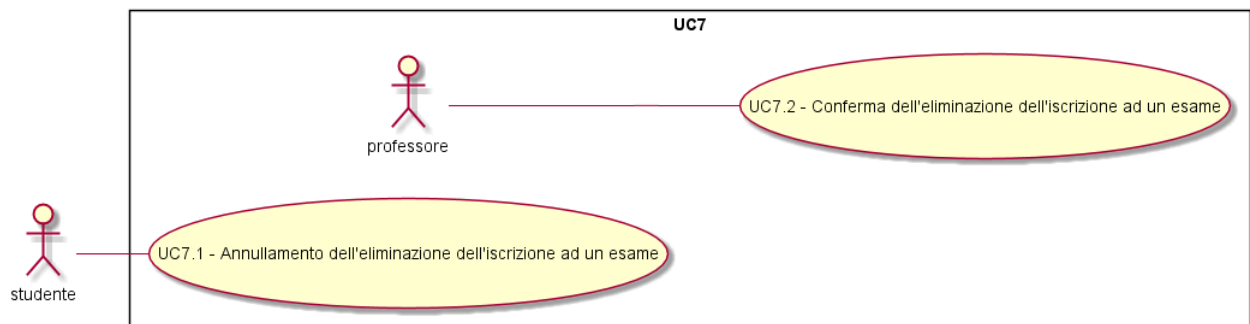 UC7
UC7.2 - Conferma dell'eliminazione dell'iscrizione ad un esame
professore
UC7.1 - Annullamento dell'eliminazione dell'iscrizione ad un esame
studente